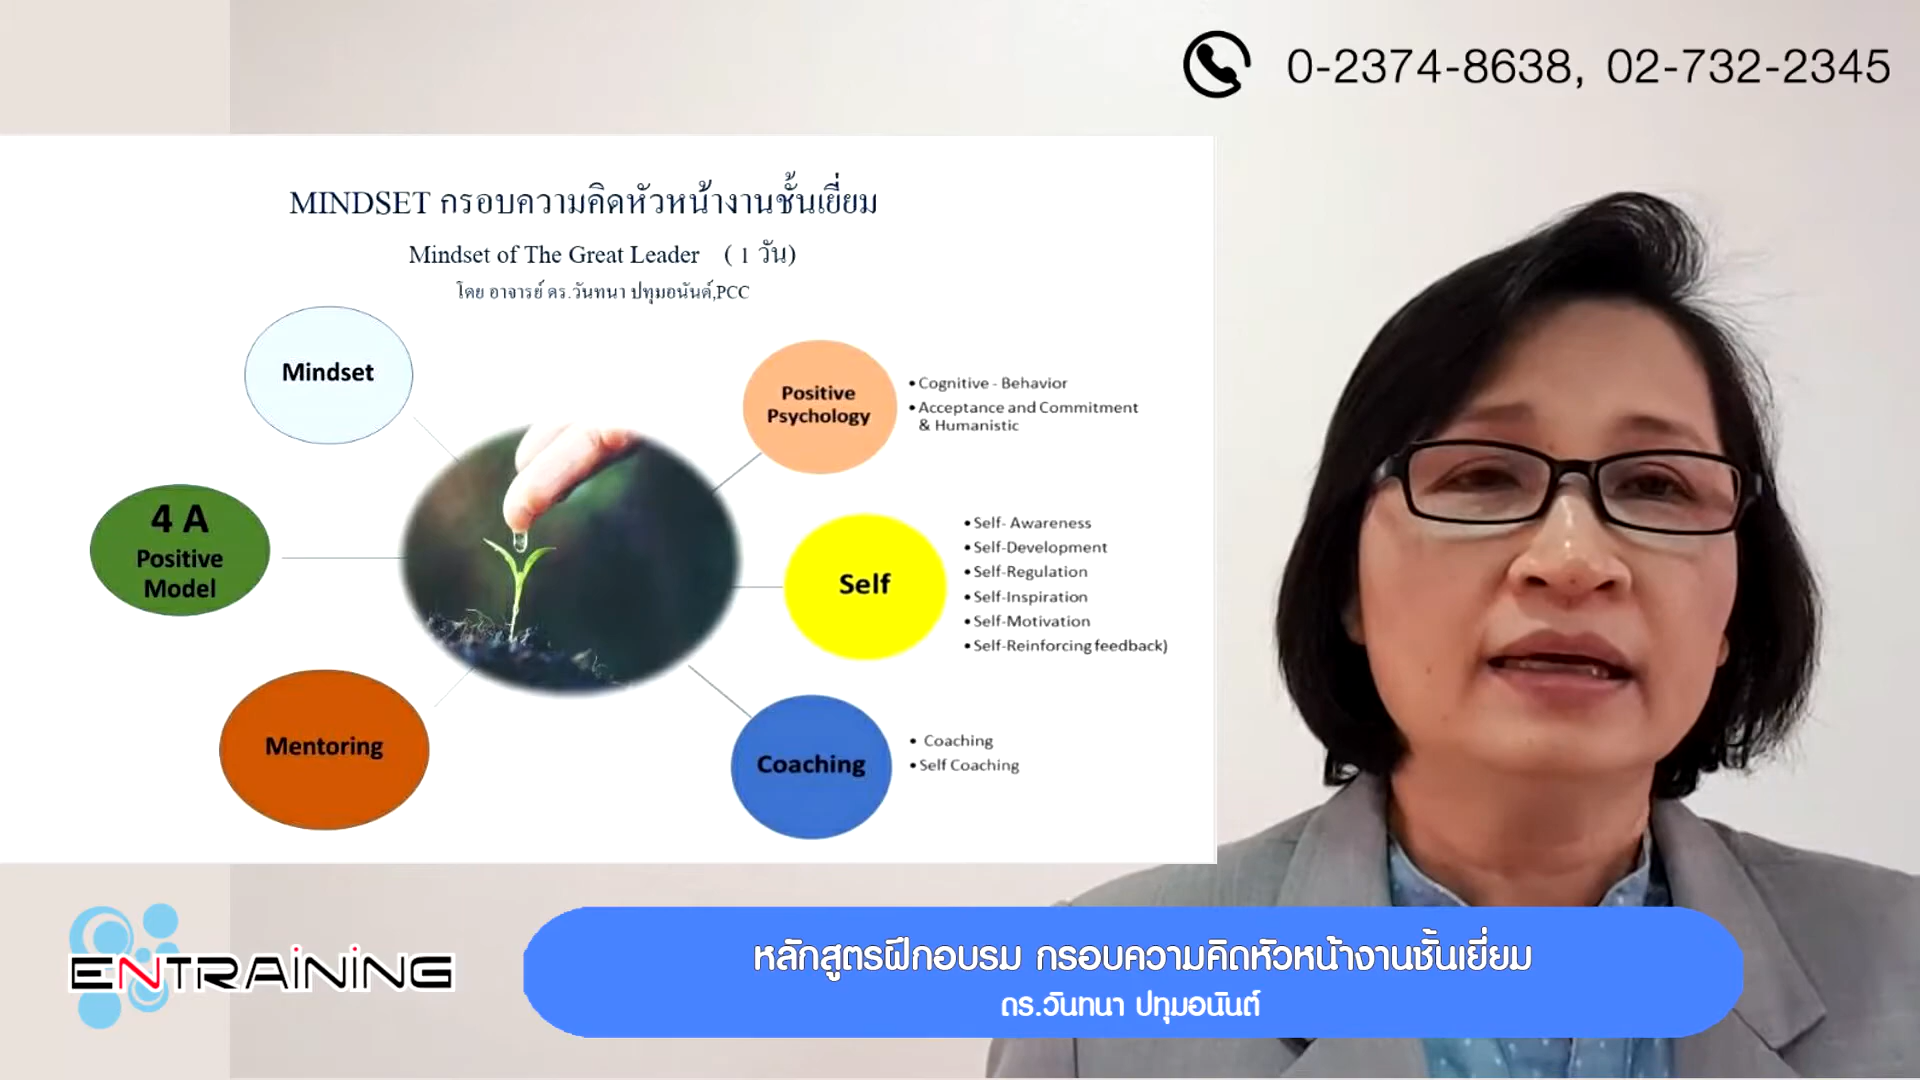 0-2374-8638, 02-732-2345
MINDSET กรอบความคิดหัวหน้างานชั้นเยี่ยม
Mindset of The Great Leader ( 1 วัน)
โดย อาจารย์ ดร.วันทนา ปทุมอนันต์,PCC
Mindset
4 A
Positive
Model
Mentoring
Positive
Psychology
• Cognitive - Behavior
• Acceptance and Commitment
& Humanistic
Self
• Self- Awareness
• Self-Development
• Self-Regulation
• Self-Inspiration
• Self-Motivation
• Self-Reinforcing feedback)
Coaching
• Coaching
• Self Coaching
ENTRAINING
หลักสูตรฝึกอบรม กรอบความคิดหัวหน้างานชั้นเยี่ยม
ดร.วันทนา ปทุมอนันต์